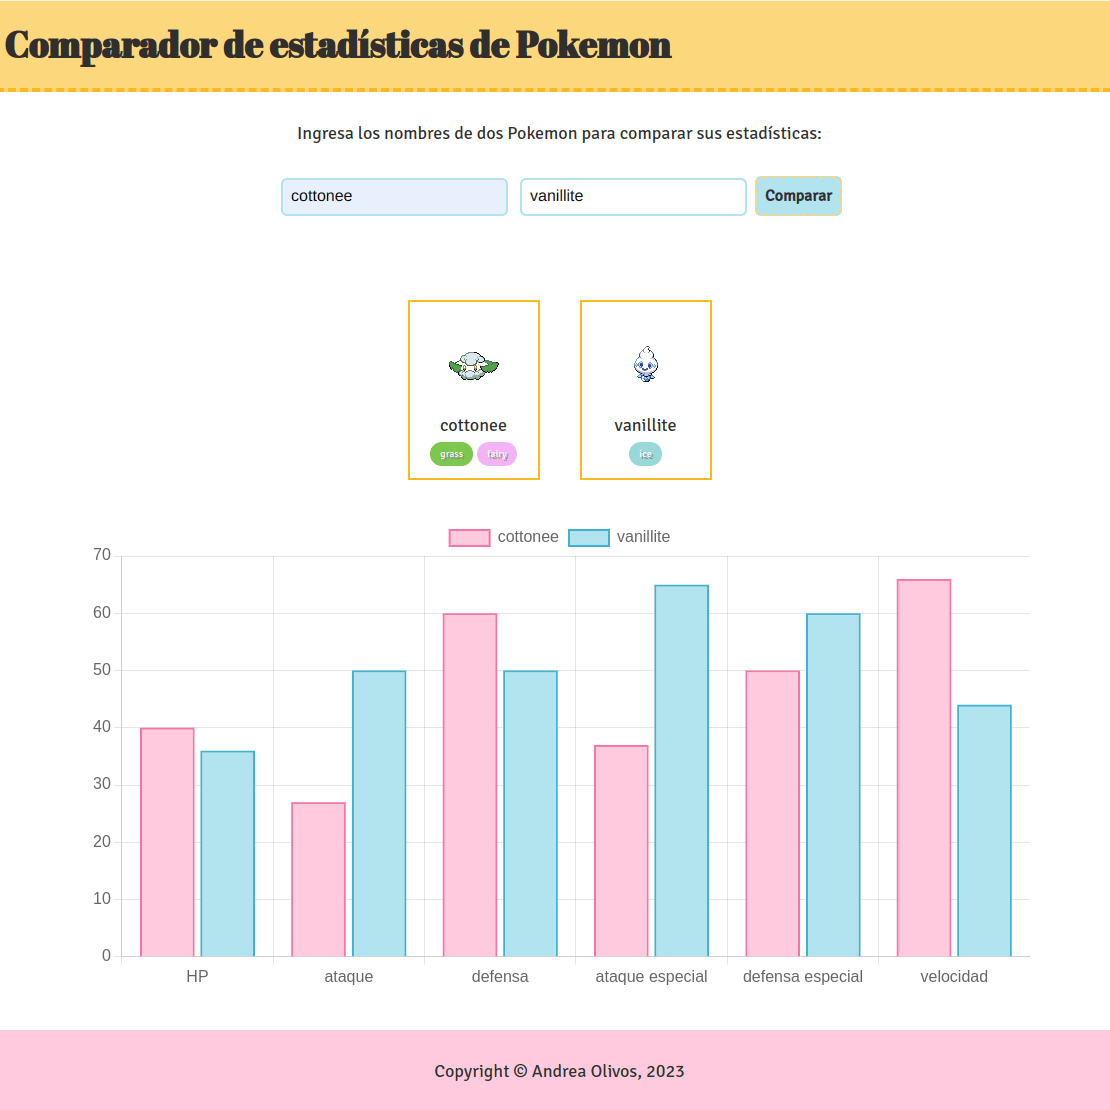 Comparador de estadísticas de Pokemon
Ingresa los nombres de dos Pokemon para comparar sus estadísticas:
cottonee vanillite Comparar
cottonee vanillite
grass fairy ice
cottonee vanillite
70
60
50
40
30
20
10
0
HP ataque defensa ataque especial defensa especial velocidad
Copyright © Andrea Olivos, 2023